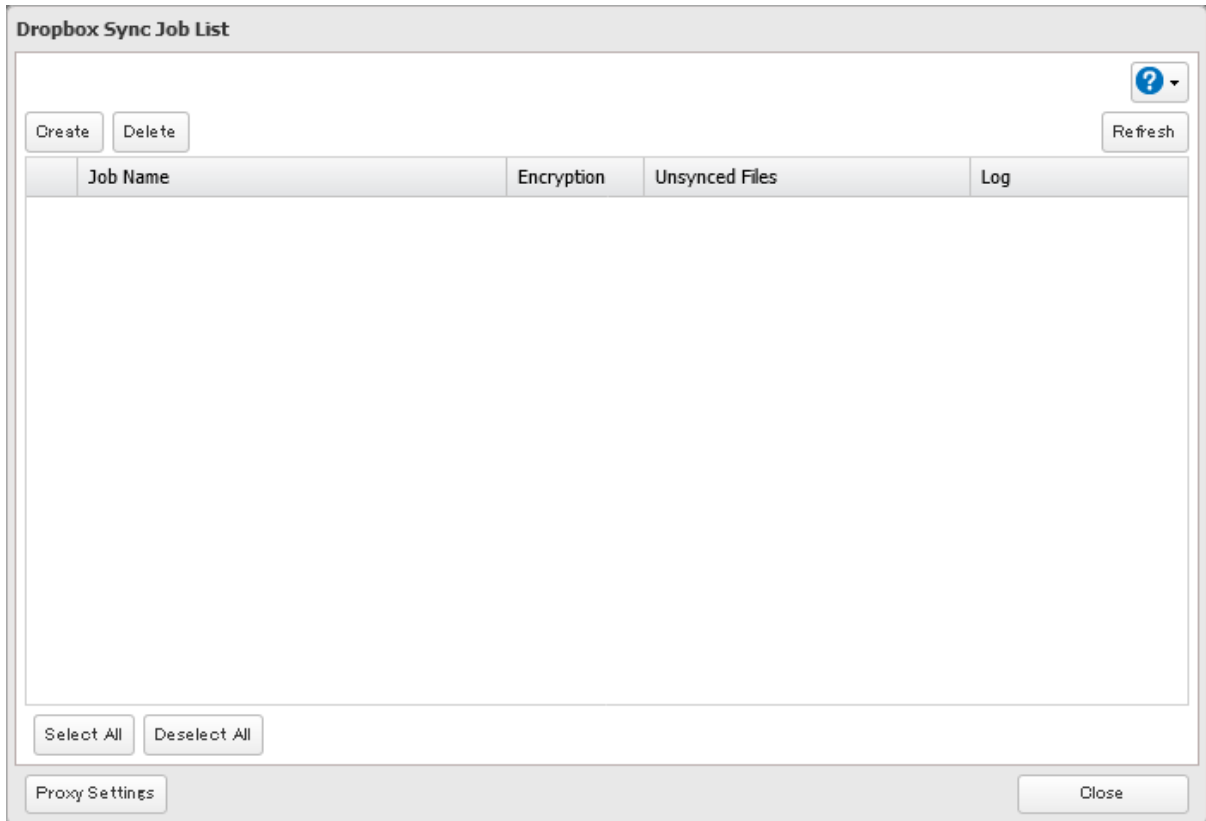 Dropbox Sync Job List
?
Create Delete Refresh
Job Name Encryption Unsynced Files Log
Select All Deselect All
Proxy Settings Close